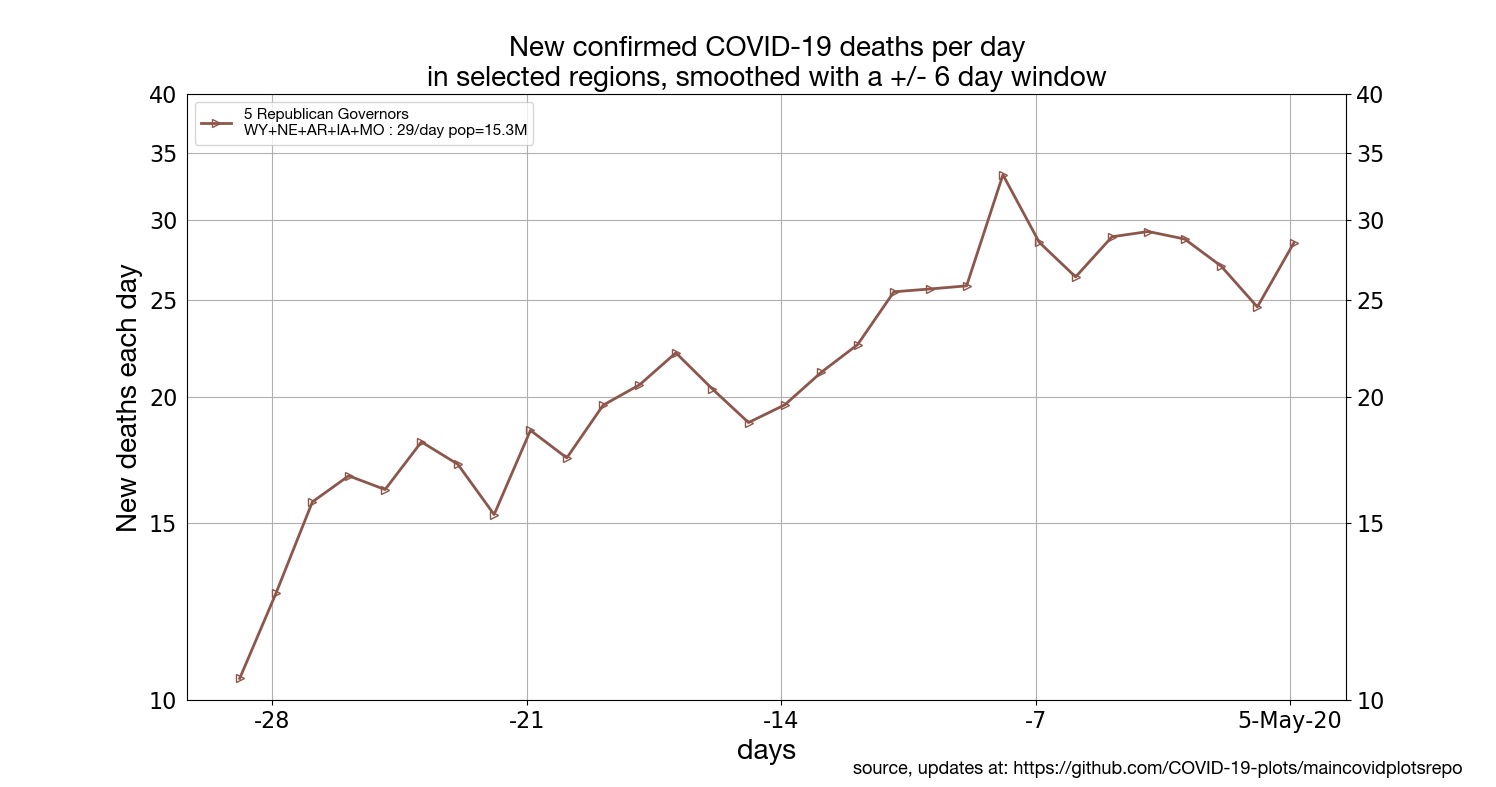 New confirmed COVID-19 deaths per day
in selected regions, smoothed with a +/- 6 day window
5 Republican Governors
WY+NE+AR+IA+MO : 29/day pop=15.3M
New deaths each day
40
35
30
25
20
15
10
40
35
30
25
20
15
10
-28
-21
-14
-7
5-May-20
days
source, updates at: https://github.com/COVID-19-plots/maincovidplotsrepo